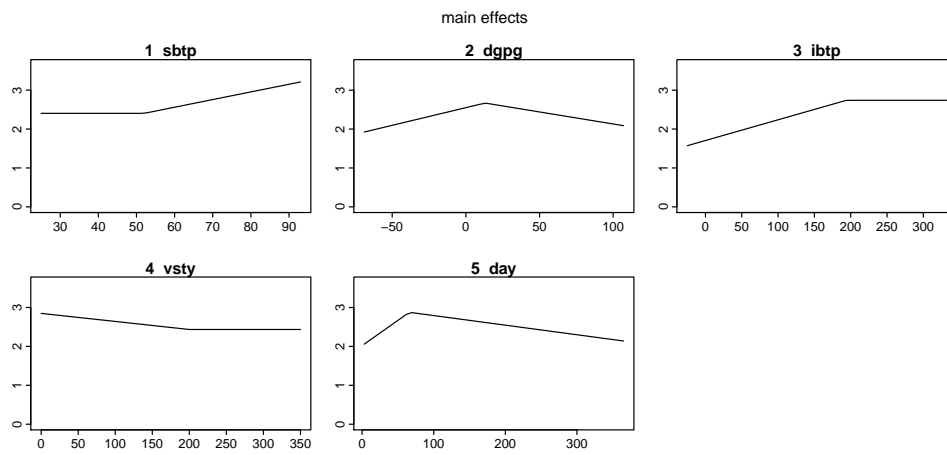 main effects
1 sbtp
2 dgpg
3 ibtp
0 1 2 3
30 40 50 60 70 80 90
0 1 2 3
−50 0 50 100
0 1 2 3
0 50 100 150 200 250 300
4 vsty
5 day
0 1 2 3
0 50 100 150 200 250 300 350
0 1 2 3
0 100 200 300